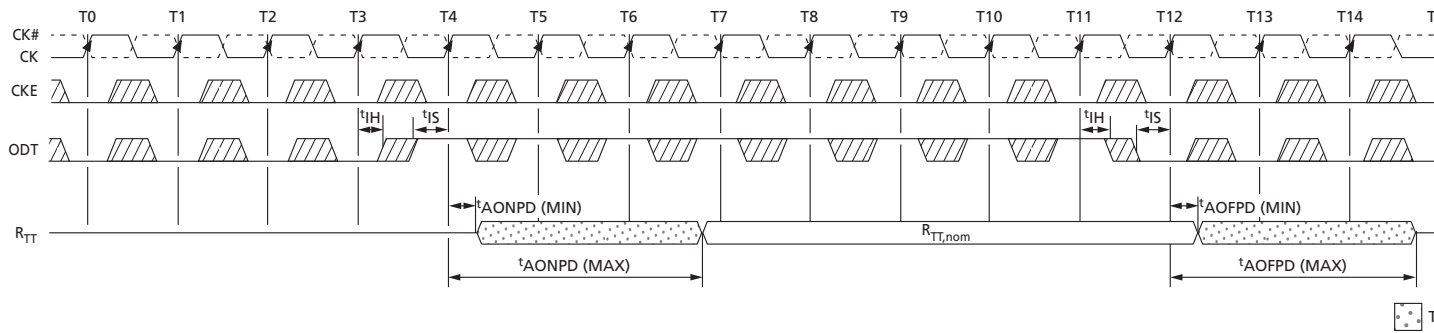 T0 T1 T2 T3 T4 T5 T6 T7 T8 T9 T10 T11 T12 T13 T14 T
CK#
CK
CKE
tIH tIS tIH tIS
ODT
tAONPD (MIN) tAOFPD (MIN)
RTT RTT,nom
tAONPD (MAX) tAOFPD (MAX)
T